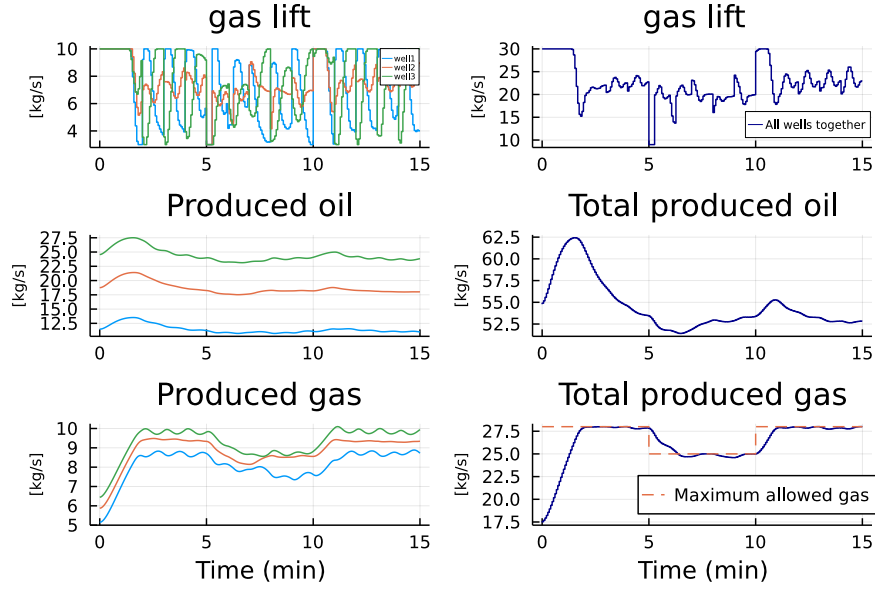 gas lift
[kg/s]
10
8
6
4
well1
well2
well3
0
5
10
15
gas lift
[kg/s]
30
25
20
15
10
All wells together
0
5
10
15
Produced oil
[kg/s]
27.5
25.0
22.5
20.0
17.5
15.0
12.5
0
5
10
15
Total produced oil
[kg/s]
62.5
60.0
57.5
55.0
52.5
0
5
10
15
Produced gas
[kg/s]
10
9
8
7
6
5
0
5
10
15
Time (min)
Total produced gas
[kg/s]
27.5
25.0
22.5
20.0
17.5
Maximum allowed gas
0
5
10
15
Time (min)